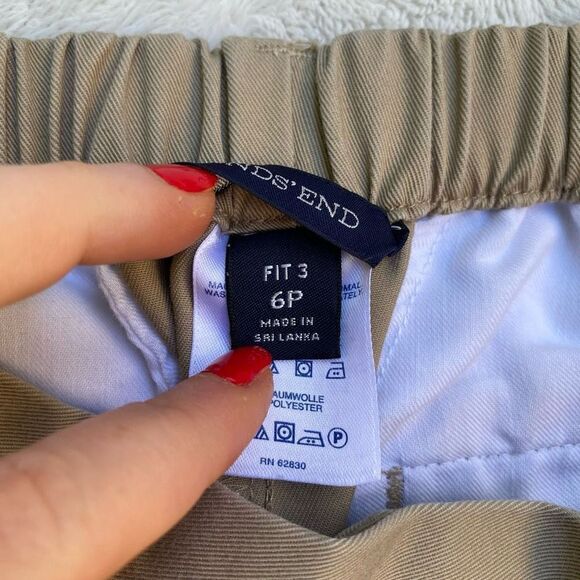 NDS' END
FIT 3
6P
MADE IN
SRI LANKA
AUMWOLLE
POLYESTER
P
RN 62830